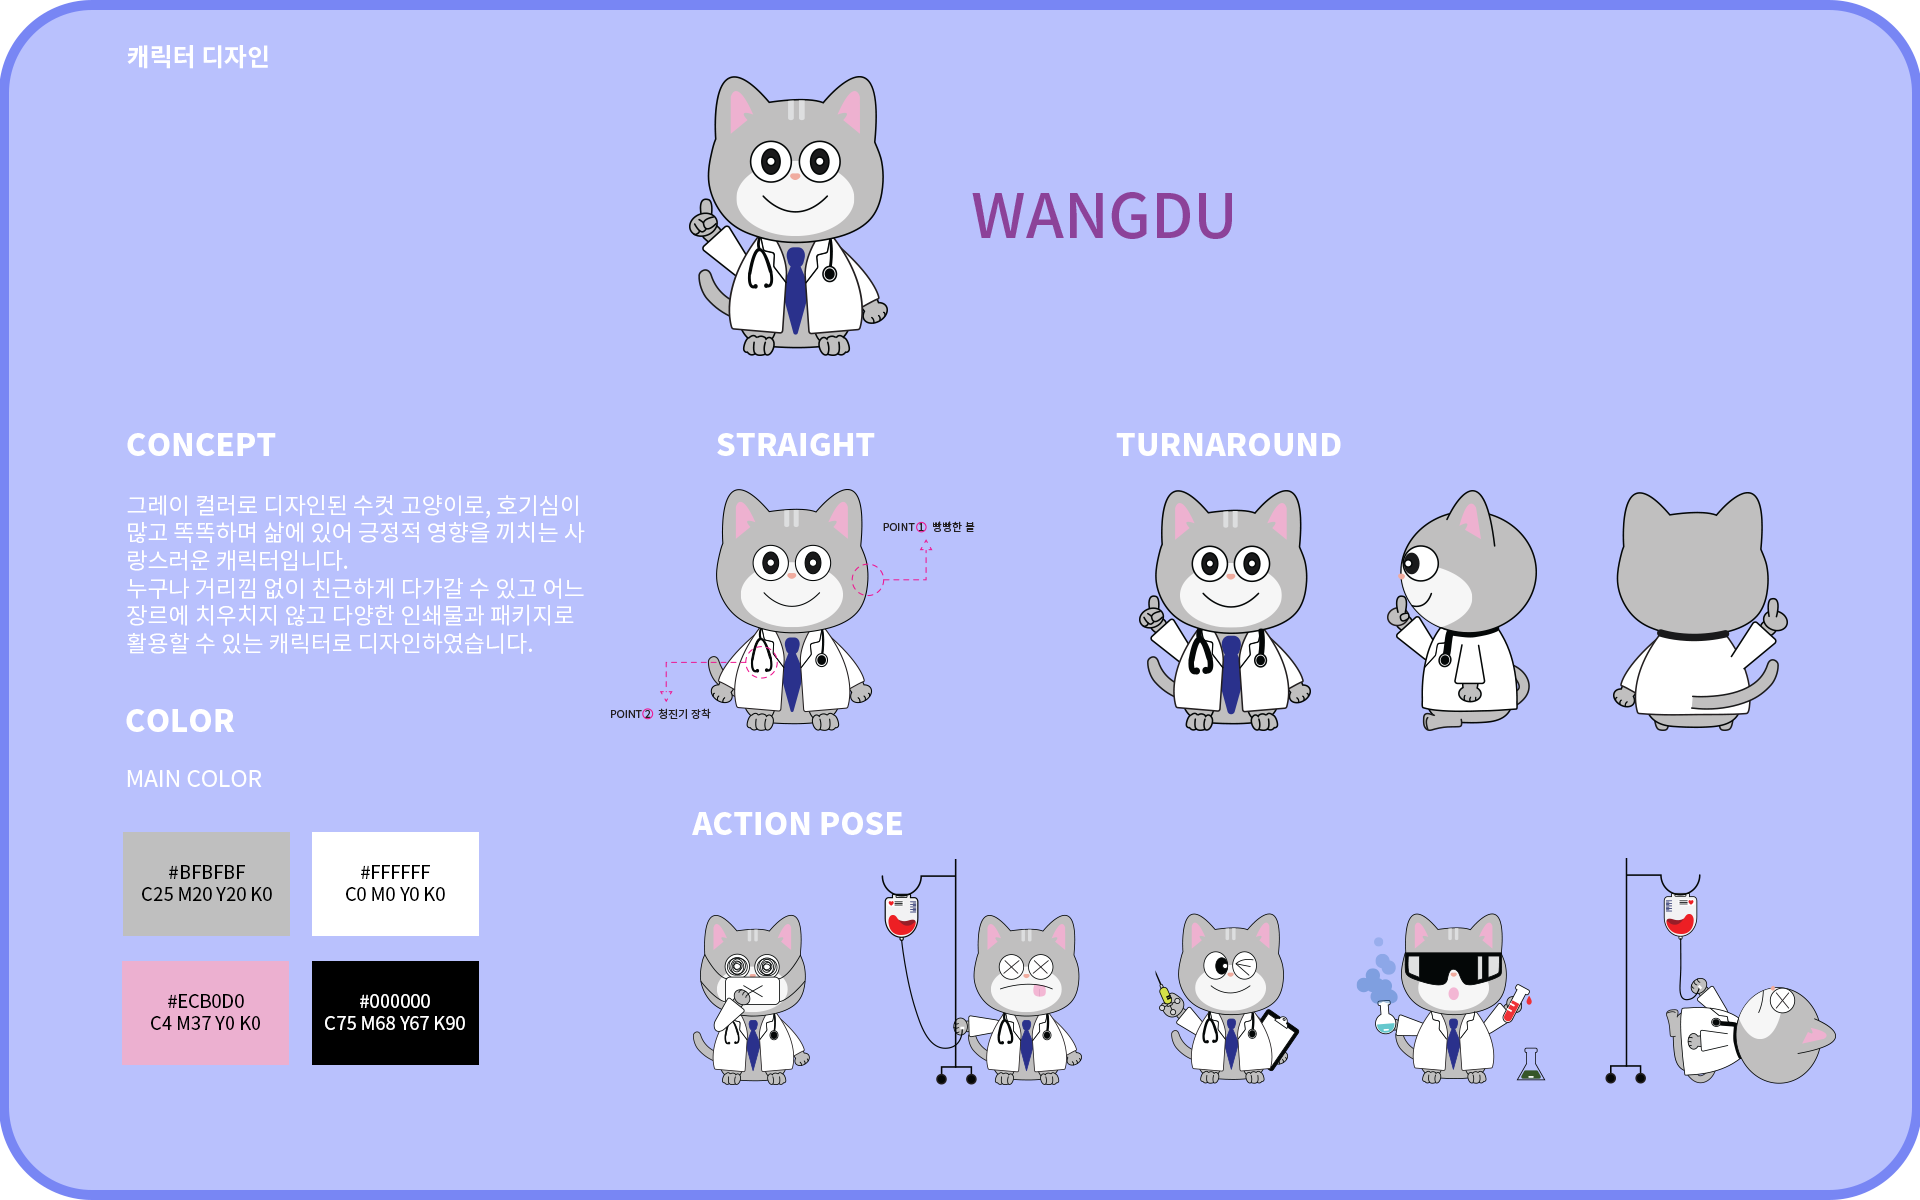 캐릭터 디자인
WANGDU
CONCEPT
그레이 컬러로 디자인된 수컷 고양이로, 호기심이
많고 똑똑하며 삶에 있어 긍정적 영향을 끼치는 사
랑스러운 캐릭터입니다.
누구나 거리낌 없이 친근하게 다가갈 수 있고 어느
장르에 치우치지 않고 다양한 인쇄물과 패키지로
활용할 수 있는 캐릭터로 디자인하였습니다.
COLOR
MAIN COLOR
#BFBFBF
C25 M20 Y20 K0
#FFFFFF
C0 M0 Y0 K0
#ECB0D0
C4 M37 Y0 K0
#000000
C75 M68 Y67 K90
STRAIGHT
POINT① 빵빵한 볼
POINT② 청진기 장착
TURNAROUND
ACTION POSE